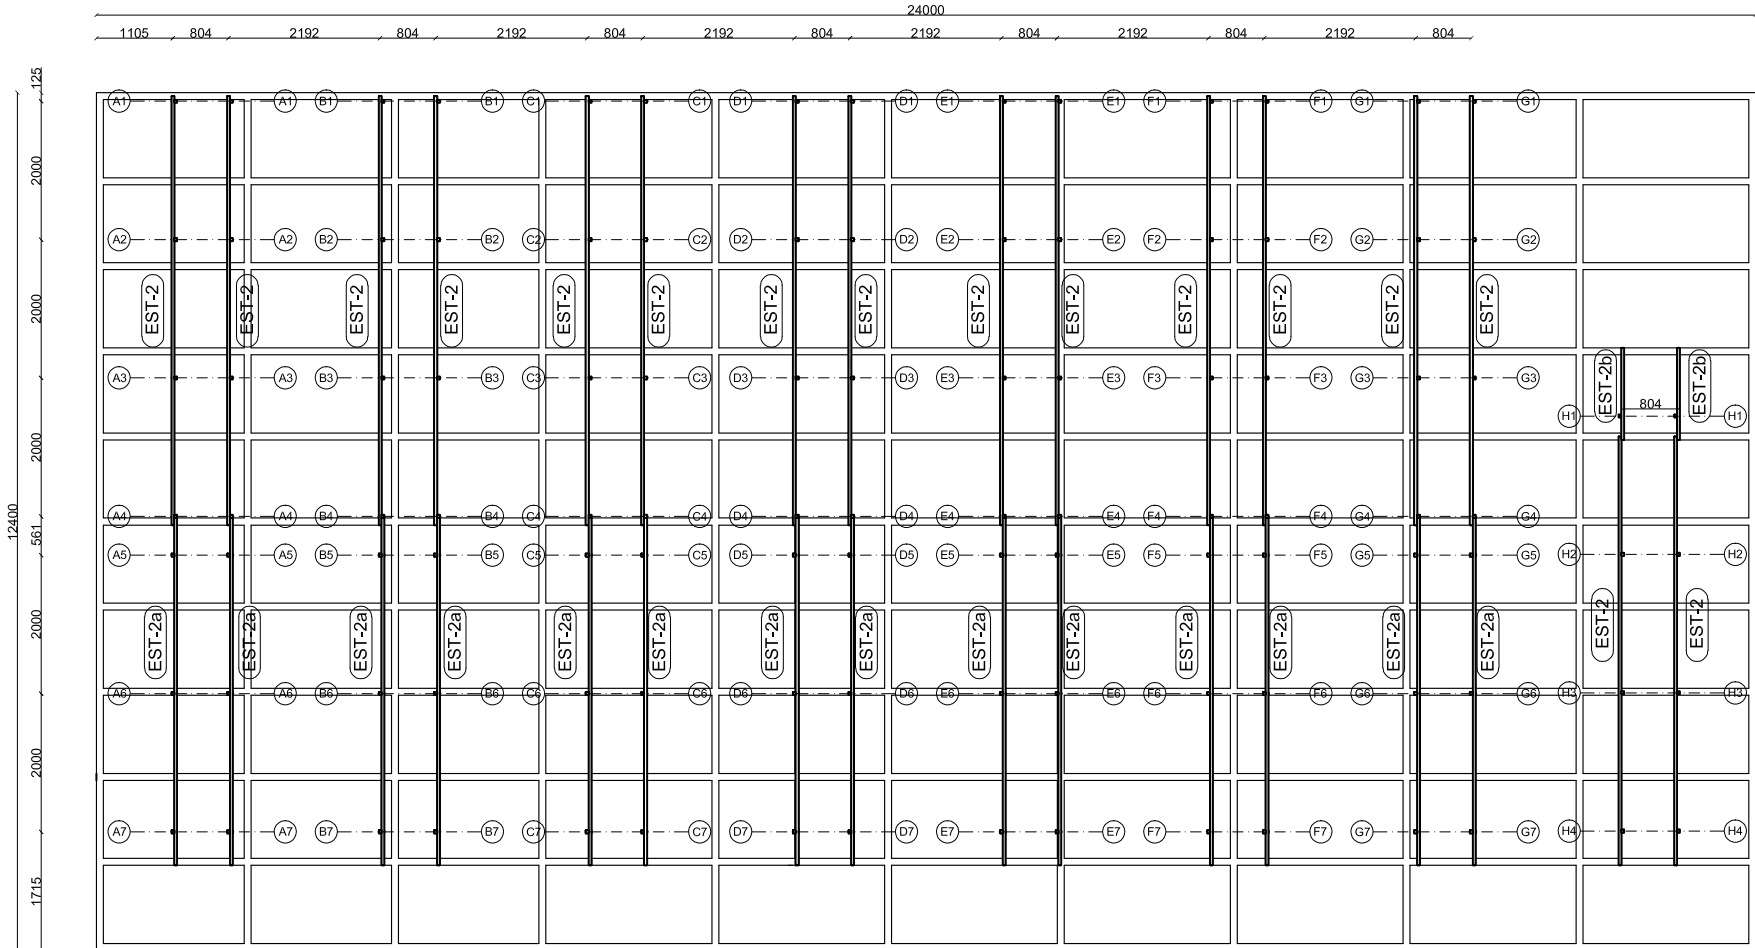 24000
1105 804 2192 804 2192 804 2192 804 2192 804 2192 804 2192 804
125
A1 A1 B1 B1 C1 C1 D1 D1 E1 E1 F1 F1 G1 G1
2000
A2 A2 B2 B2 C2 C2 D2 D2 E2 E2 F2 F2 G2 G2
2000
EST-2 EST-2 EST-2 EST-2 EST-2 EST-2 EST-2 EST-2 EST-2 EST-2 EST-2 EST-2 EST-2 EST-2
A3 A3 B3 B3 C3 C3 D3 D3 E3 E3 F3 F3 G3 G3
EST-2b EST-2b
804
H1 H1
2000
A4 A4 B4 B4 C4 C4 D4 D4 E4 E4 F4 F4 G4 G4
12400
561
A5 A5 B5 B5 C5 C5 D5 D5 E5 E5 F5 F5 G5 G5 H2 H2
2000
EST-2a EST-2a EST-2a EST-2a EST-2a EST-2a EST-2a EST-2a EST-2a EST-2a EST-2a EST-2a EST-2a EST-2a EST-2 EST-2
A6 A6 B6 B6 C6 C6 D6 D6 E6 E6 F6 F6 G6 G6 H3 H3
2000
A7 A7 B7 B7 C7 C7 D7 D7 E7 E7 F7 F7 G7 G7 H4 H4
1715